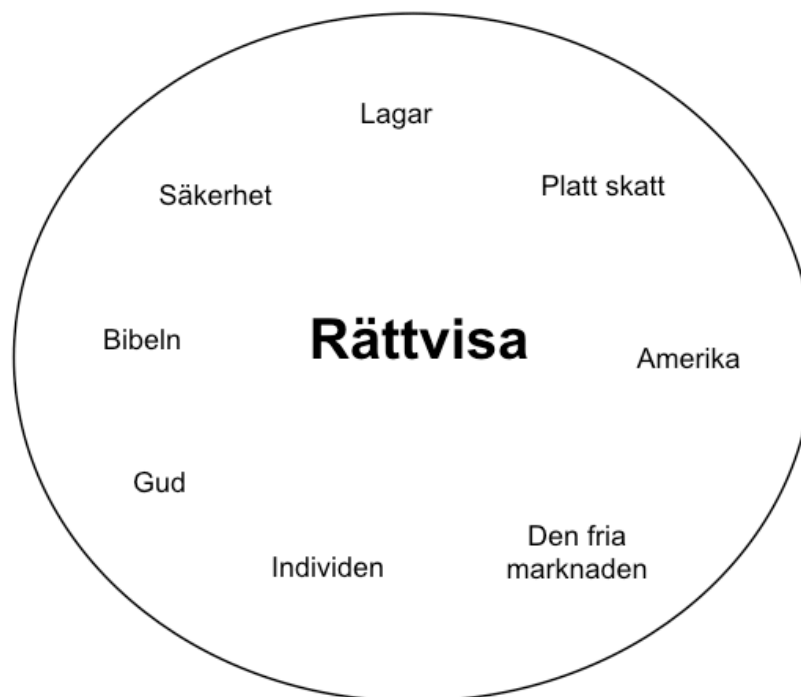 Lagar
Platt skatt
Säkerhet
Bibeln
Rättvisa
Amerika
Gud
Den fria
marknaden
Individen